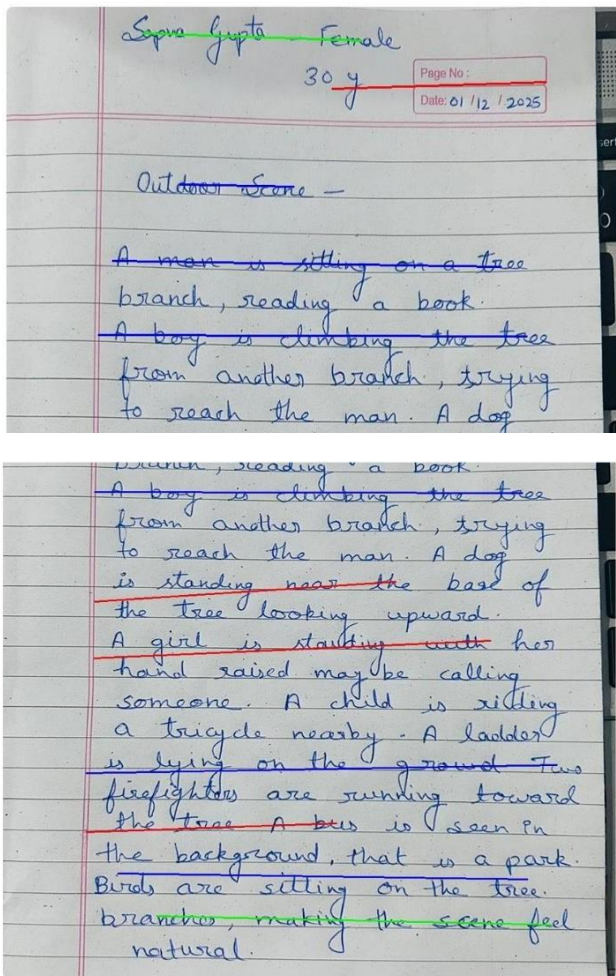 Sapna Gupta - Female
30 y
Page No :
Date: 01/12/2025
Outdoor Scene -
A man is sitting on a tree
branch, reading a book.
A boy is climbing the tree
from another branch, trying
to reach the man. A dog
branch, reading a book.
A boy is climbing the tree
from another branch, trying
to reach the man. A dog
is standing near the base of
the tree looking upward.
A girl is standing with her
hand raised may be calling
someone. A child is riding
a tricycle nearby. A ladder
is lying on the ground Two
firefighters are running toward
the tree A bus is seen in
the background, that is a park.
Birds are sitting on the tree.
branches, making the scene feel
natural.